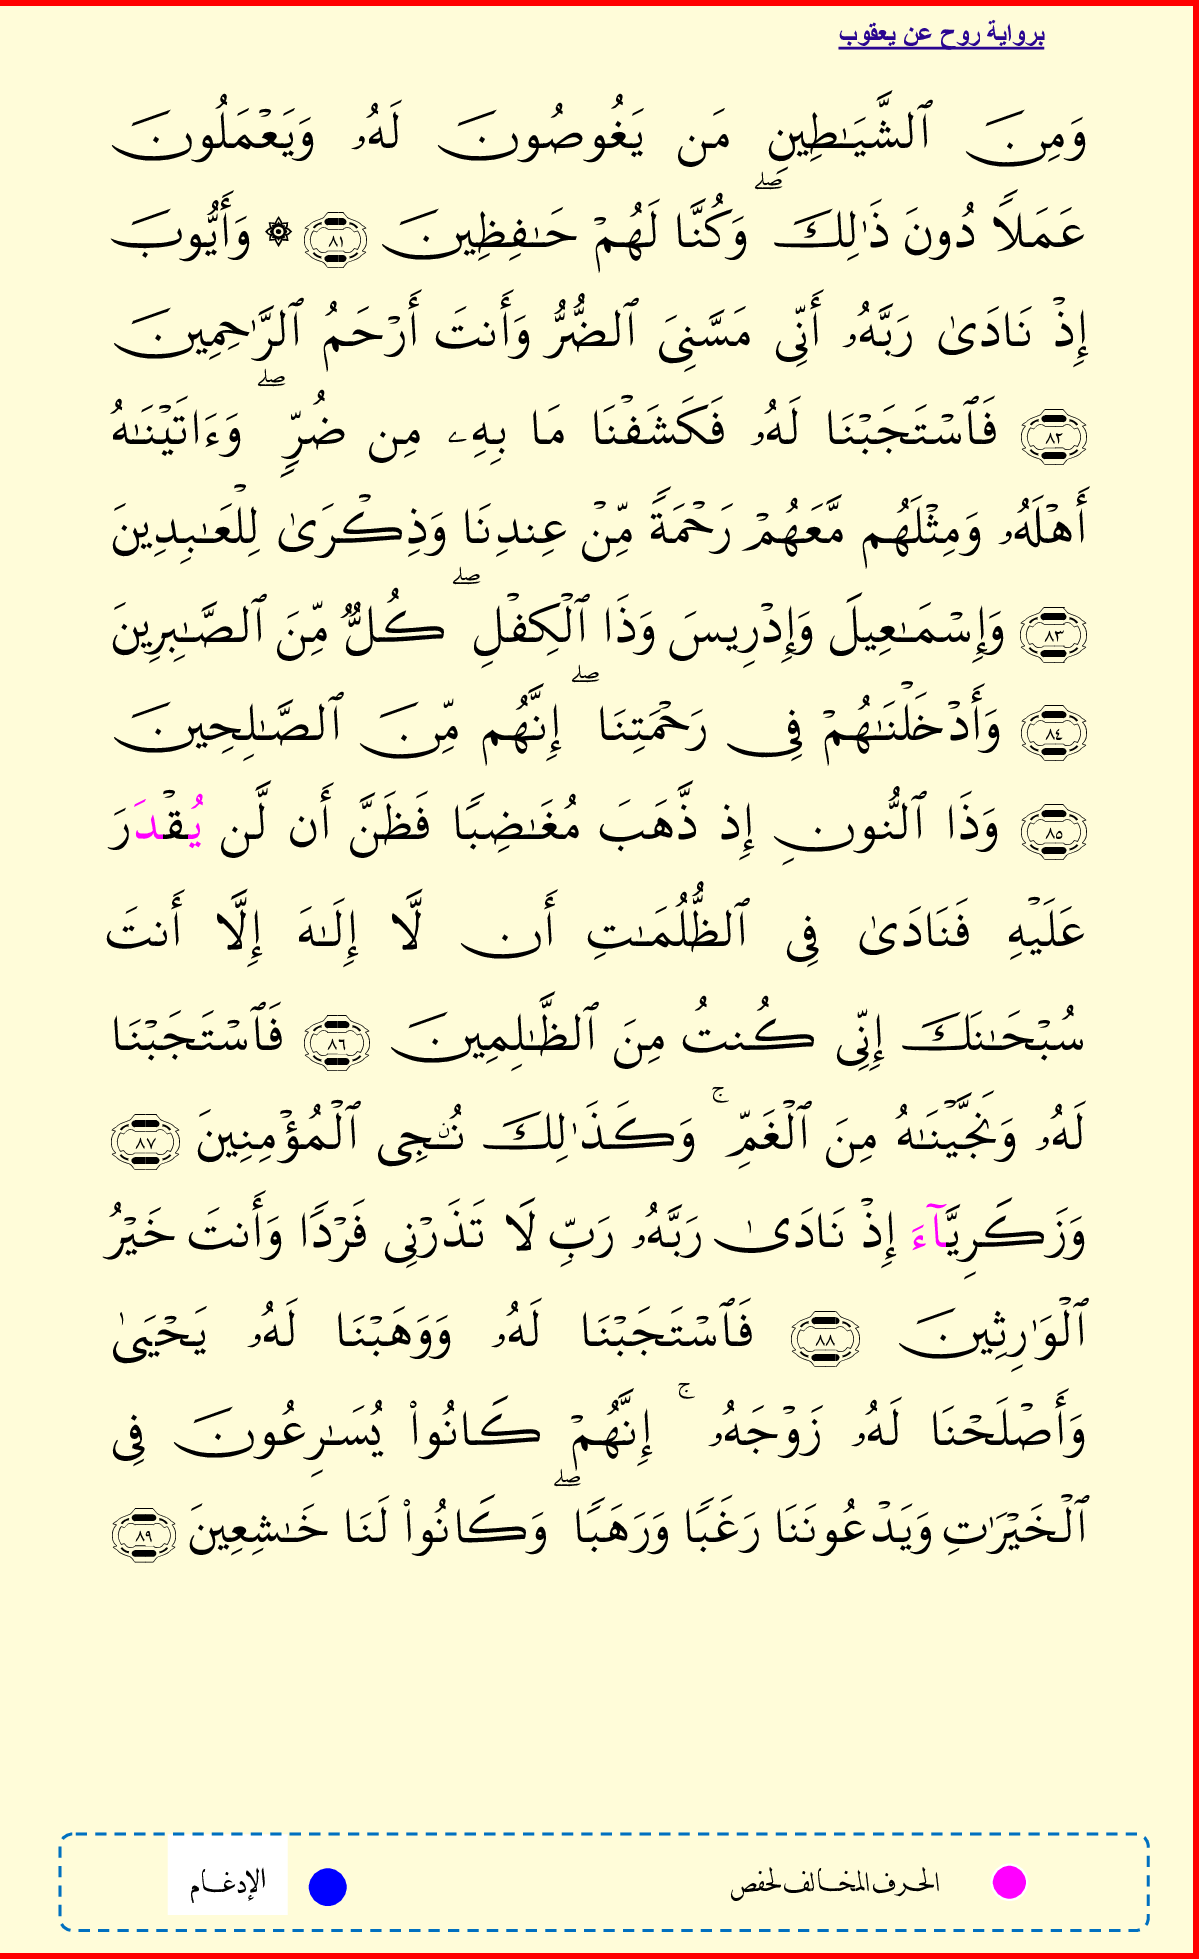 برواية روح عن يعقوب
وَمِنَ ٱلشَّيَـٰطِينِ مَن يَغُوصُونَ لَهُۥ وَيَعْمَلُونَ
عَمَلًا دُونَ ذَٰلِكَ ۖ وَكُنَّا لَهُمْ حَـٰفِظِينَ ٨١ ۞ وَأَيُّوبَ
إِذْ نَادَىٰ رَبَّهُۥ أَنِّى مَسَّنِىَ ٱلضُّرُّ وَأَنتَ أَرْحَمُ ٱلرَّٰحِمِينَ
٨٢ فَٱسْتَجَبْنَا لَهُۥ فَكَشَفْنَا مَا بِهِۦ مِن ضُرٍّ ۖ وَءَاتَيْنَـٰهُ
أَهْلَهُۥ وَمِثْلَهُم مَّعَهُمْ رَحْمَةً مِّنْ عِندِنَا وَذِكْرَىٰ لِلْعَـٰبِدِينَ
٨٣ وَإِسْمَـٰعِيلَ وَإِدْرِيسَ وَذَا ٱلْكِفْلِ ۖ كُلٌّ مِّنَ ٱلصَّـٰبِرِينَ
٨٤ وَأَدْخَلْنَـٰهُمْ فِى رَحْمَتِنَا ۖ إِنَّهُم مِّنَ ٱلصَّـٰلِحِينَ
٨٥ وَذَا ٱلنُّونِ إِذ ذَّهَبَ مُغَـٰضِبًا فَظَنَّ أَن لَّن يُقْدَرَ
عَلَيْهِ فَنَادَىٰ فِى ٱلظُّلُمَـٰتِ أَن لَّا إِلَـٰهَ إِلَّا أَنتَ
سُبْحَـٰنَكَ إِنِّى كُنتُ مِنَ ٱلظَّـٰلِمِينَ ٨٦ فَٱسْتَجَبْنَا
لَهُۥ وَنَجَّيْنَـٰهُ مِنَ ٱلْغَمِّ ۚ وَكَذَٰلِكَ نُـۨجِى ٱلْمُؤْمِنِينَ ٨٧
وَزَكَرِيَّآءَ إِذْ نَادَىٰ رَبَّهُۥ رَبِّ لَا تَذَرْنِى فَرْدًا وَأَنتَ خَيْرُ
ٱلْوَٰرِثِينَ ٨٨ فَٱسْتَجَبْنَا لَهُۥ وَوَهَبْنَا لَهُۥ يَحْيَىٰ
وَأَصْلَحْنَا لَهُۥ زَوْجَهُۥ ۚ إِنَّهُمْ كَانُوا۟ يُسَـٰرِعُونَ فِى
ٱلْخَيْرَٰتِ وَيَدْعُونَنَا رَغَبًا وَرَهَبًا ۖ وَكَانُوا۟ لَنَا خَـٰشِعِينَ ٨٩
الحرف المخالف لحفص الإدغام